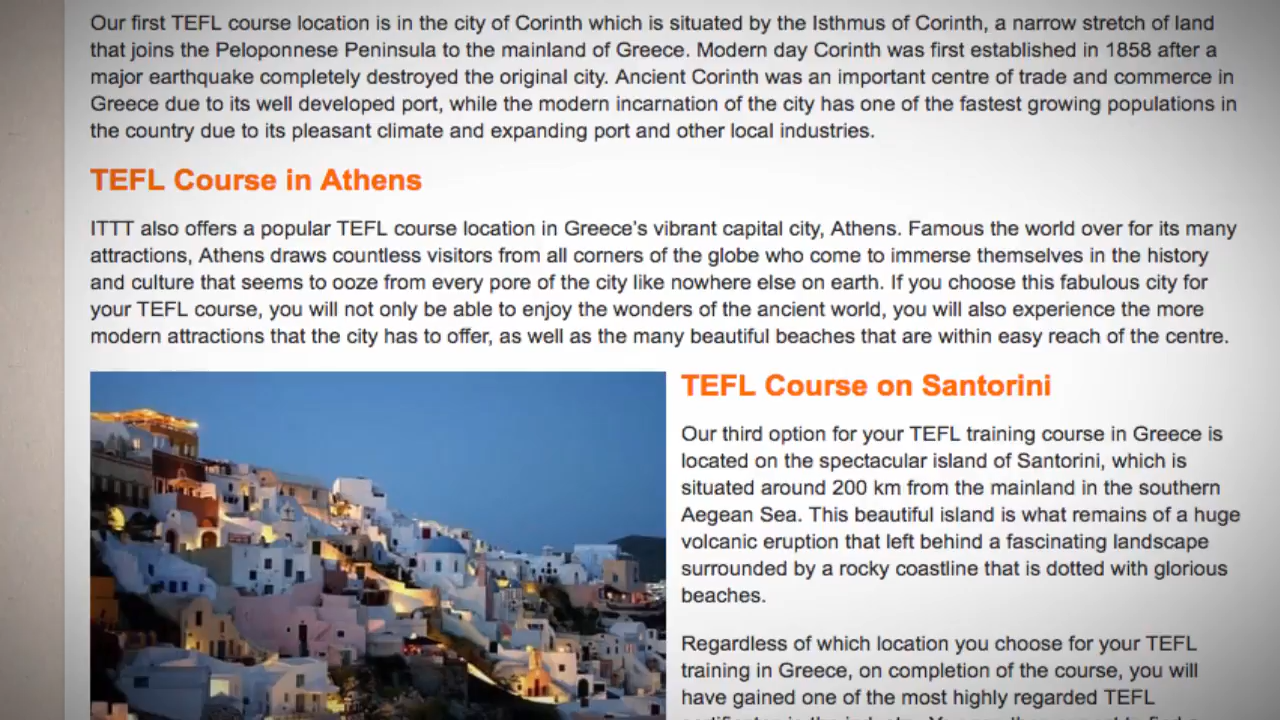 Our first TEFL course location is in the city of Corinth which is situated by the Isthmus of Corinth, a narrow stretch of land
that joins the Peloponnese Peninsula to the mainland of Greece. Modern day Corinth was first established in 1858 after a
major earthquake completely destroyed the original city. Ancient Corinth was an important centre of trade and commerce in
Greece due to its well developed port, while the modern incarnation of the city has one of the fastest growing populations in
the country due to its pleasant climate and expanding port and other local industries.
TEFL Course in Athens
ITTT also offers a popular TEFL course location in Greece's vibrant capital city, Athens. Famous the world over for its many
attractions, Athens draws countless visitors from all corners of the globe who come to immerse themselves in the history
and culture that seems to ooze from every pore of the city like nowhere else on earth. If you choose this fabulous city for
your TEFL course, you will not only be able to enjoy the wonders of the ancient world, you will also experience the more
modern attractions that the city has to offer, as well as the many beautiful beaches that are within easy reach of the centre.
TEFL Course on Santorini
Our third option for your TEFL training course in Greece is
located on the spectacular island of Santorini, which is
situated around 200 km from the mainland in the southern
Aegean Sea. This beautiful island is what remains of a huge
volcanic eruption that left behind a fascinating landscape
surrounded by a rocky coastline that is dotted with glorious
beaches.
Regardless of which location you choose for your TEFL
training in Greece, on completion of the course, you will
have gained one of the most highly regarded TEFL